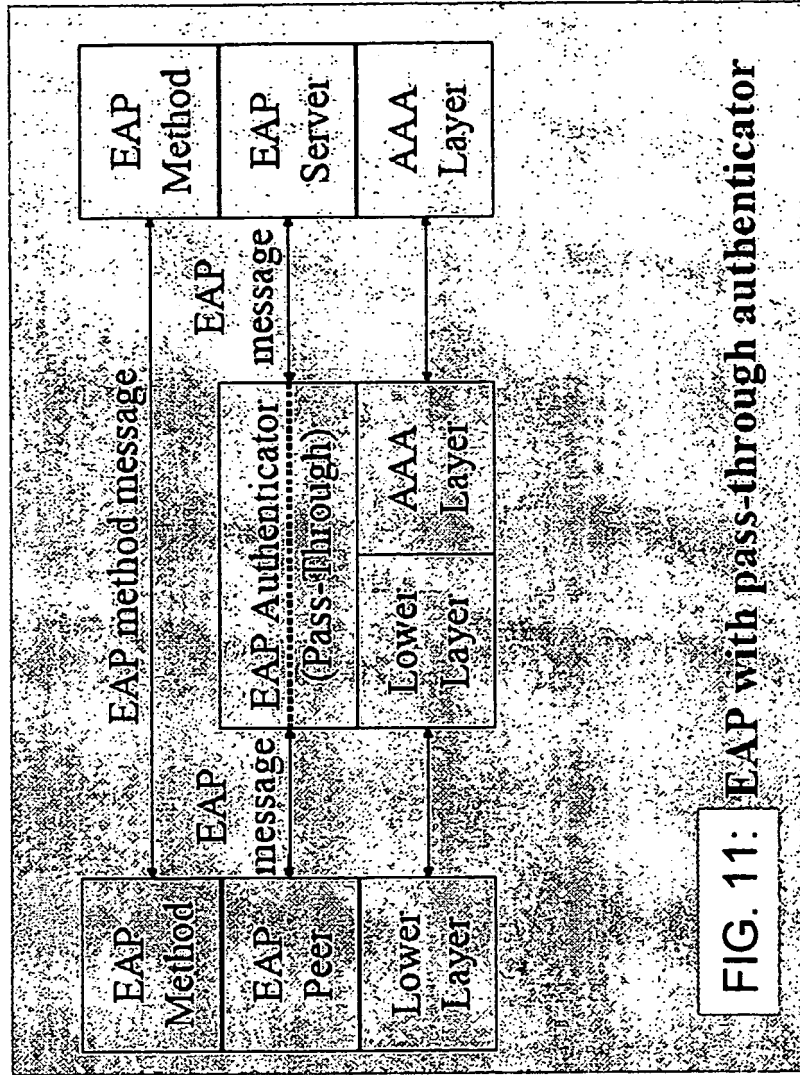 EAP method message
EAP
Method
EAP
Peer
Lower
Layer
EAP
message
EAP Authenticator
(Pass-Through)
Lower
Layer
AAA
Layer
EAP
message
EAP
Method
EAP
Server
AAA
Layer
FIG. 11: EAP with pass-through authenticator